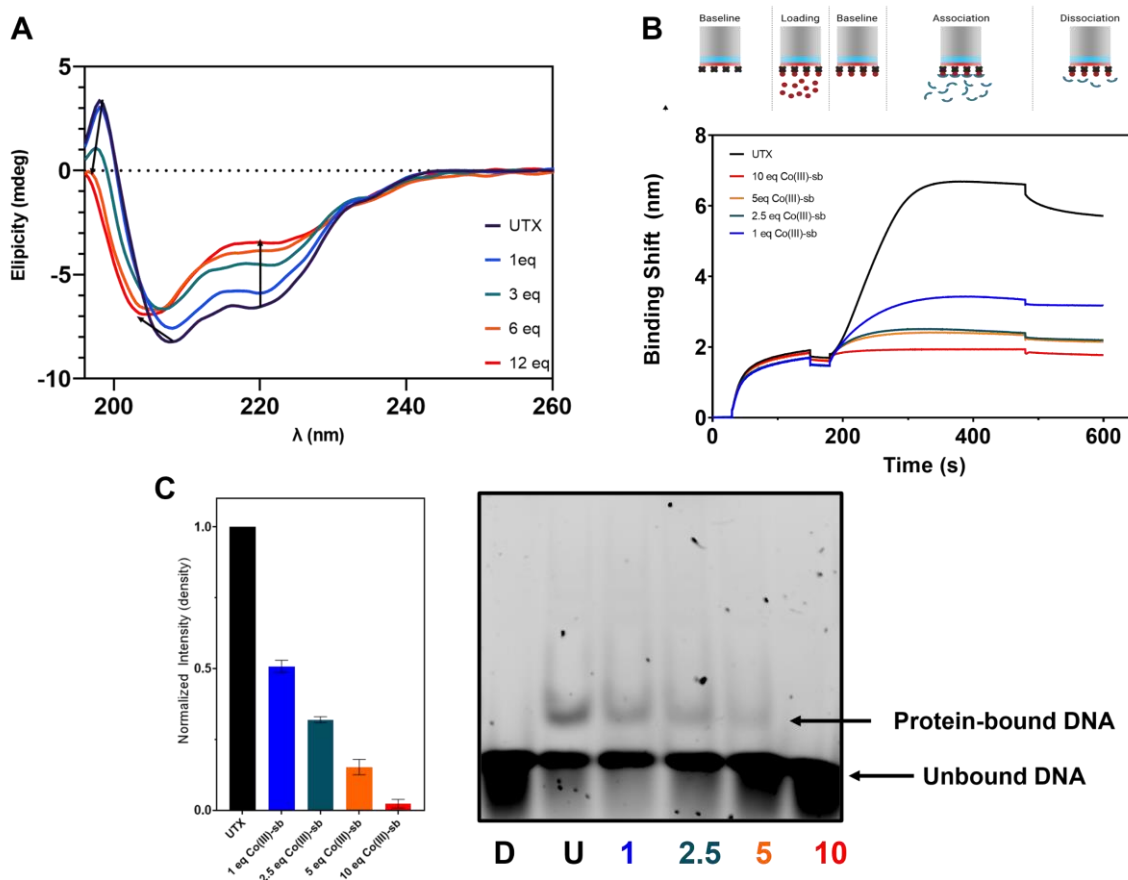 A
5
0
-5
-10
200
220
240
260
Elipicity (mdeg)
λ (nm)
UTX
1eq
3 eq
6 eq
12 eq
B
Baseline
Loading
Baseline
Association
Dissociation
8
6
4
2
0
0
200
400
600
Binding Shift (nm)
Time (s)
UTX
10 eq Co(III)-sb
5eq Co(III)-sb
2.5 eq Co(III)-sb
1 eq Co(III)-sb
C
1.0
0.5
0.0
Normalized Intensity (density)
UTX
1 eq Co(III)-sb
2.5 eq Co(III)-sb
5 eq Co(III)-sb
10 eq Co(III)-sb
Protein-bound DNA
Unbound DNA
D U 1 2.5 5 10